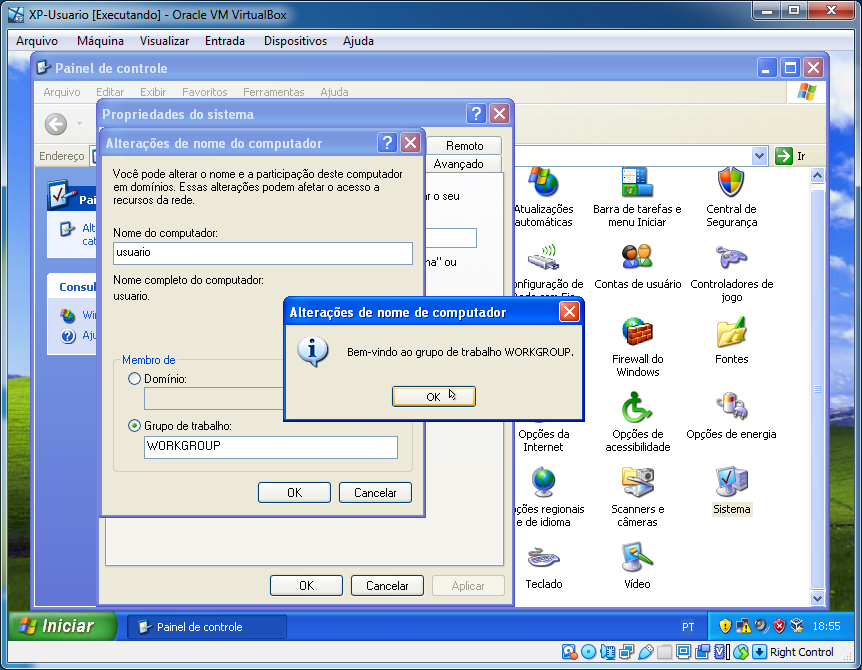 XP-Usuario [Executando] - Oracle VM VirtualBox
Arquivo Máquina Visualizar Entrada Dispositivos Ajuda
Painel de controle
Arquivo Editar Exibir Favoritos Ferramentas Ajuda
Endereço
Ir
Propriedades do sistema
Remoto
Avançado
ar o seu
ou
OK Cancelar Aplicar
Alterações de nome do computador
Você pode alterar o nome e a participação deste computador
em domínios. Essas alterações podem afetar o acesso a
recursos da rede.
Nome do computador:
usuario
Nome completo do computador:
usuario.
Membro de
Domínio:
Grupo de trabalho:
WORKGROUP
OK Cancelar
Alterações de nome de computador
Bem-vindo ao grupo de trabalho WORKGROUP.
OK
Pai
Alt
cat
Consul
Win
Aju
Atualizações
automáticas
Barra de tarefas e
menu Iniciar
Central de
Segurança
onfiguração de
Contas de usuário
Controladores de
jogo
Firewall do
Windows
Fontes
Opções da
Internet
Opções de
acessibilidade
Opções de energia
ções regionais
e de idioma
Scanners e
câmeras
Sistema
Teclado
Vídeo
Iniciar
Painel de controle
PT
18:55
Right Control